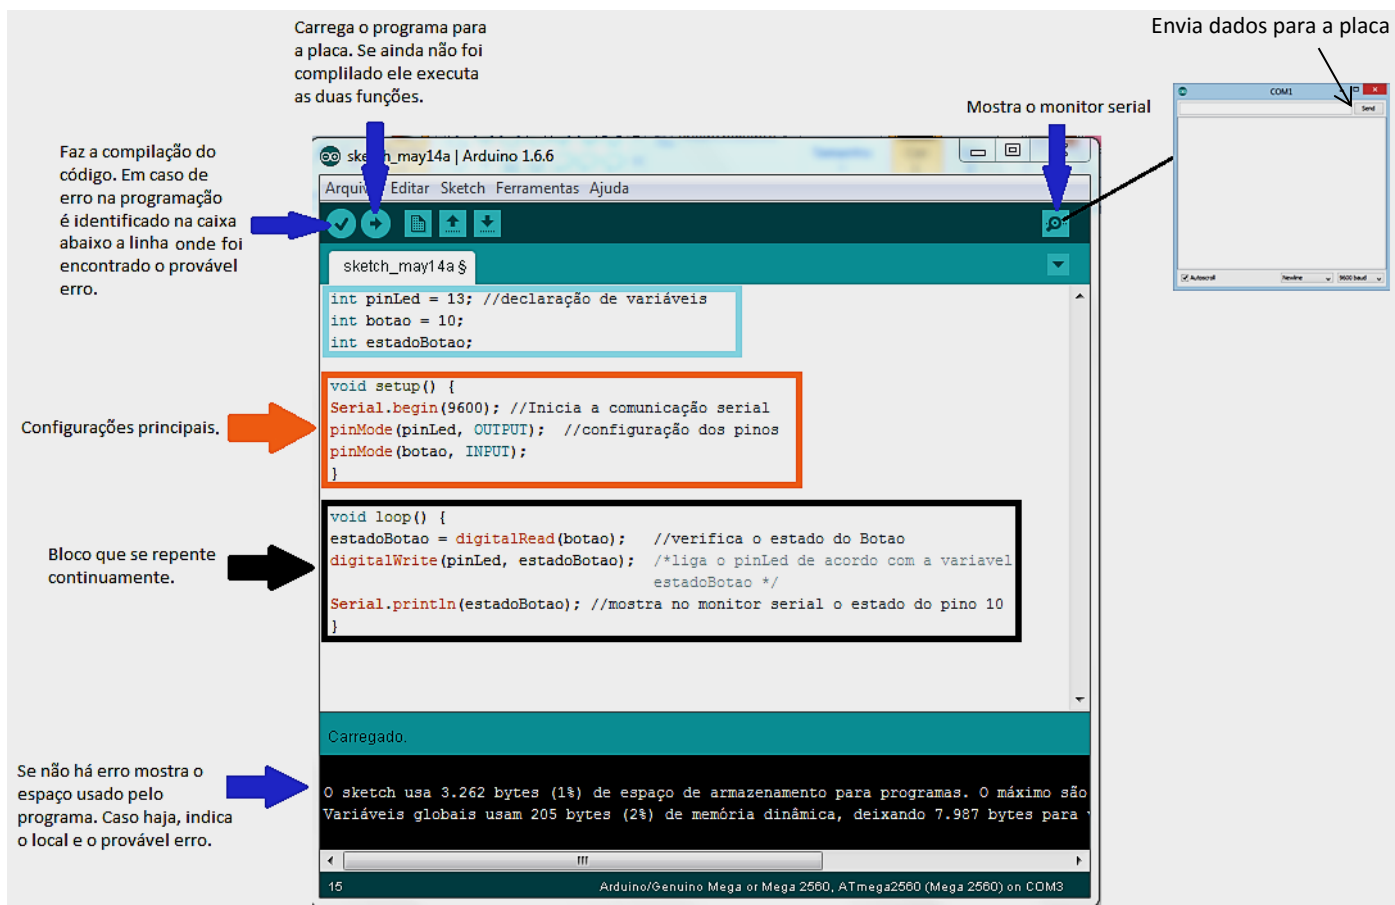 Carrega o programa para
a placa. Se ainda não foi
complilado ele executa
as duas funções.
Envia dados para a placa
Mostra o monitor serial
COM1
Send
Autoscroll
Newline
9600 baud
Faz a compilação do
código. Em caso de
erro na programação
é identificado na caixa
abaixo a linha onde foi
encontrado o provável
erro.
sketch_may14a | Arduino 1.6.6
Arquivo Editar Sketch Ferramentas Ajuda
sketch_may14a §
int pinLed = 13; //declaração de variáveis
int botao = 10;
int estadoBotao;
Configurações principais.
void setup() {
Serial.begin(9600); //Inicia a comunicação serial
pinMode(pinLed, OUTPUT); //configuração dos pinos
pinMode(botao, INPUT);
}
Bloco que se repente
continuamente.
void loop() {
estadoBotao = digitalRead(botao); //verifica o estado do Botao
digitalWrite(pinLed, estadoBotao); /*liga o pinLed de acordo com a variavel
estadoBotao */
Serial.println(estadoBotao); //mostra no monitor serial o estado do pino 10
}
Carregado.
Se não há erro mostra o
espaço usado pelo
programa. Caso haja, indica
o local e o provável erro.
O sketch usa 3.262 bytes (1%) de espaço de armazenamento para programas. O máximo são
Variáveis globais usam 205 bytes (2%) de memória dinâmica, deixando 7.987 bytes para
15
Arduino/Genuino Mega or Mega 2560, ATmega2560 (Mega 2560) on COM3